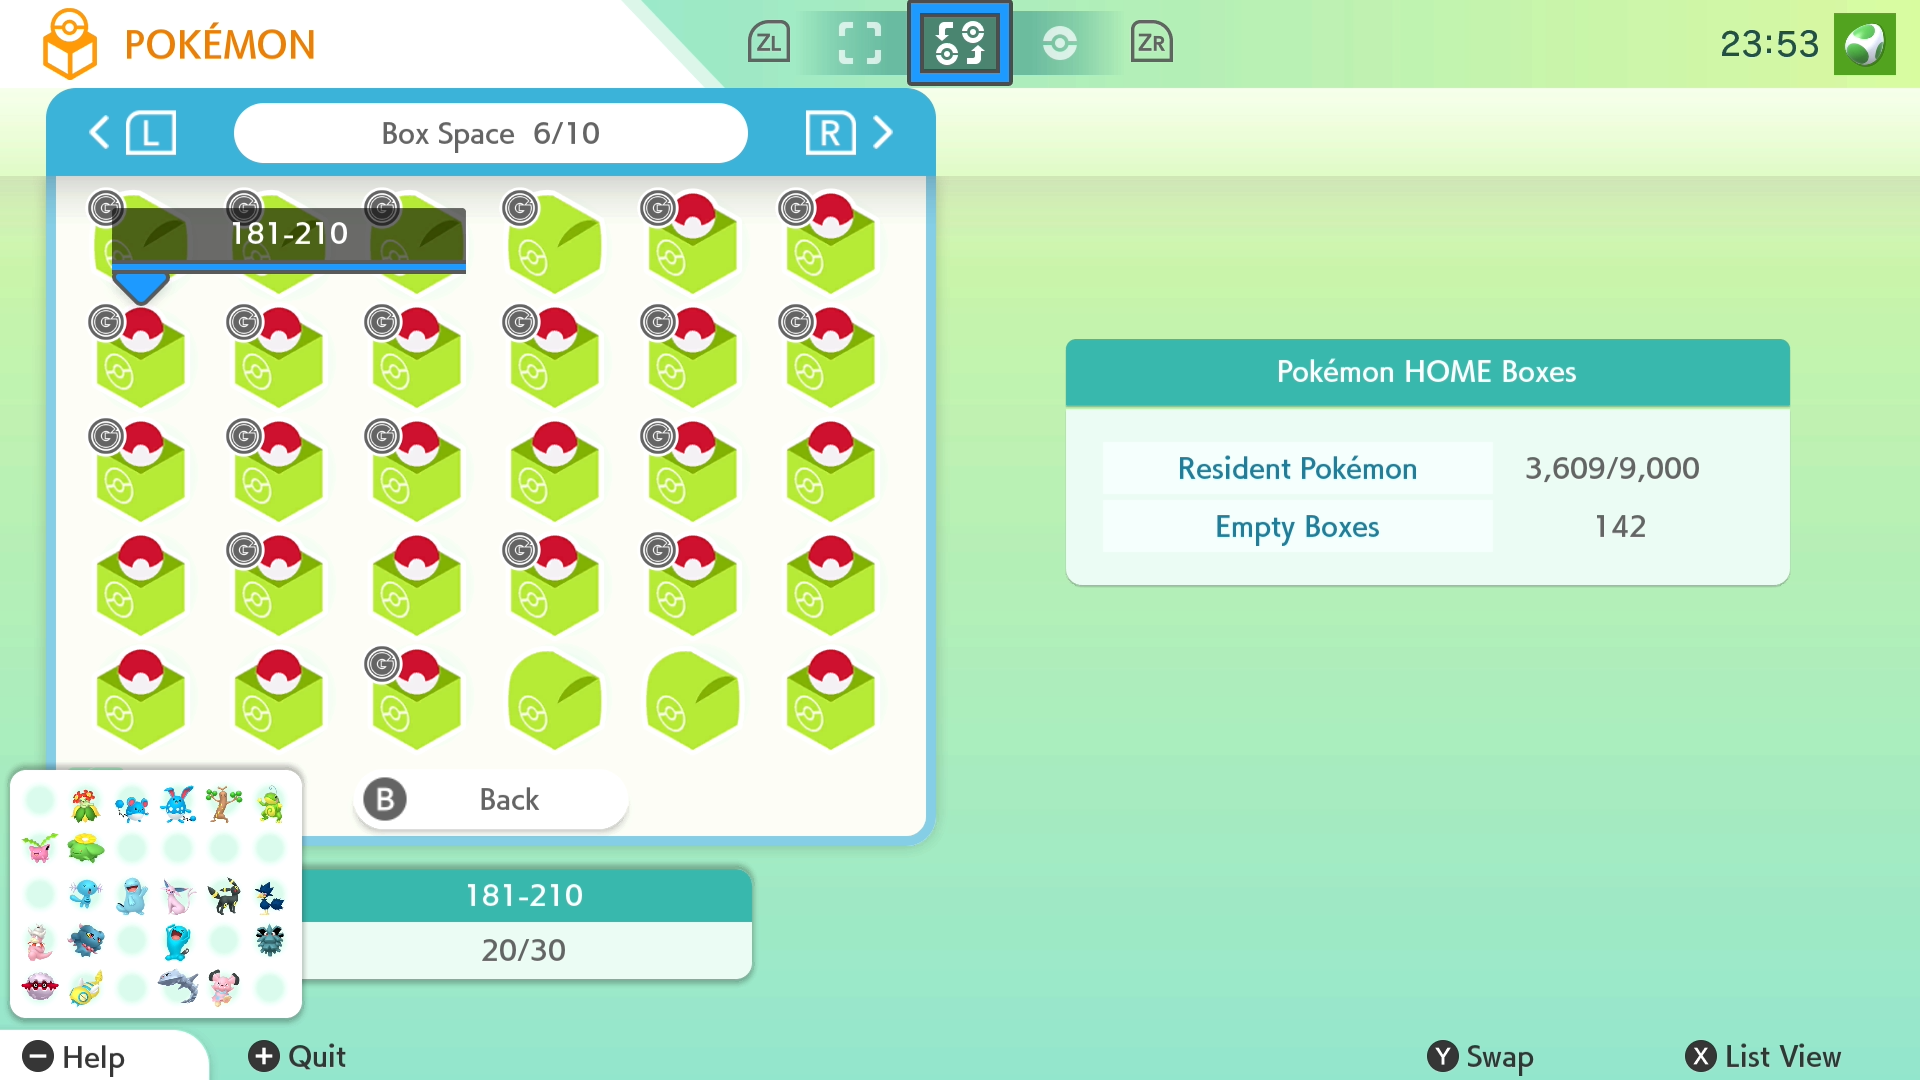 POKÉMON
ZL
ZR
23:53
L
Box Space 6/10
R
181-210
Pokémon HOME Boxes
Resident Pokémon 3,609/9,000
Empty Boxes 142
B Back
181-210
20/30
Help
Quit
Y Swap
X List View